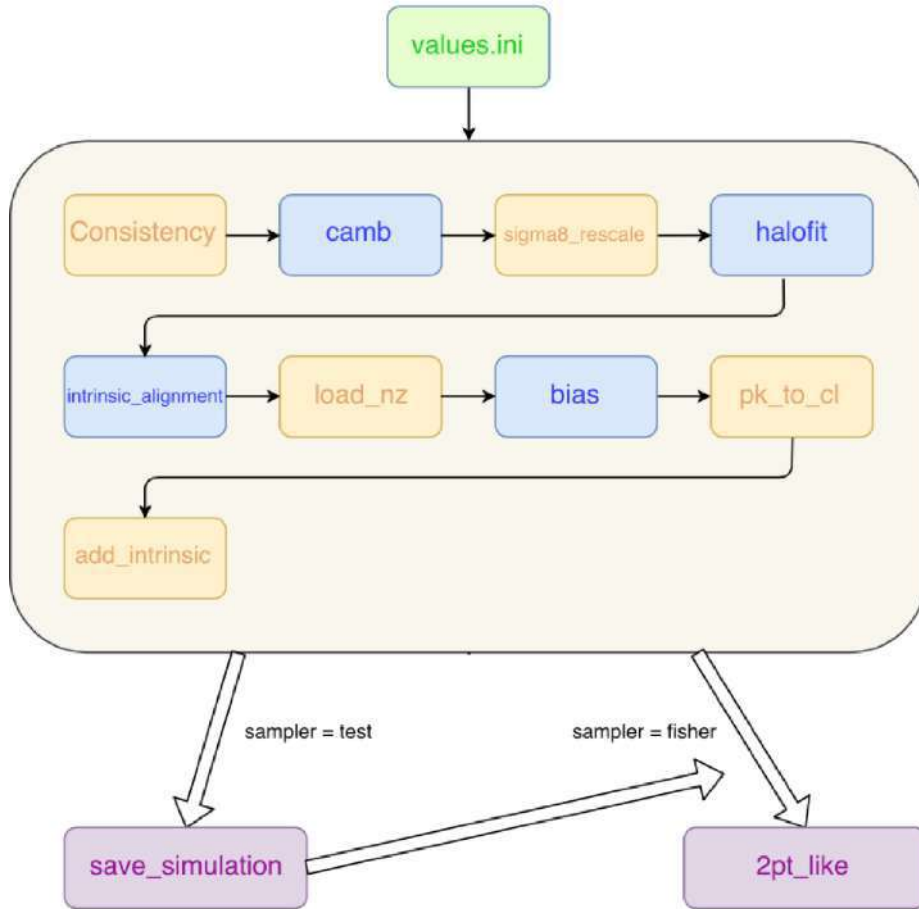 values.ini
Consistency
camb
sigma8_rescale
halofit
intrinsic_alignment
load_nz
bias
pk_to_cl
add_intrinsic
sampler = test
sampler = fisher
save_simulation
2pt_like